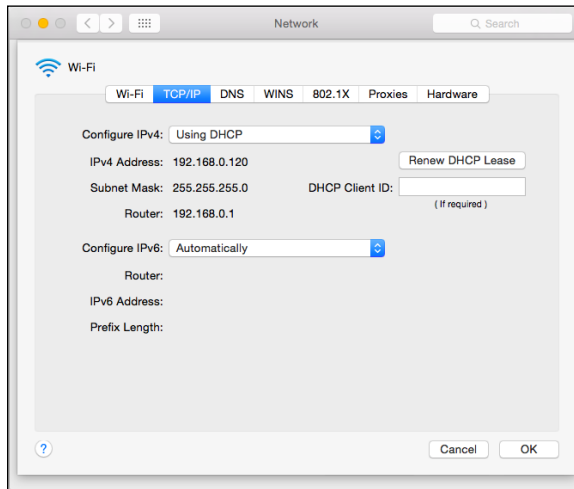 Network
Search
Wi-Fi
Wi-Fi TCP/IP DNS WINS 802.1X Proxies Hardware
Configure IPv4: Using DHCP
IPv4 Address: 192.168.0.120 Renew DHCP Lease
Subnet Mask: 255.255.255.0 DHCP Client ID:
( If required )
Router: 192.168.0.1
Configure IPv6: Automatically
Router:
IPv6 Address:
Prefix Length:
? Cancel OK